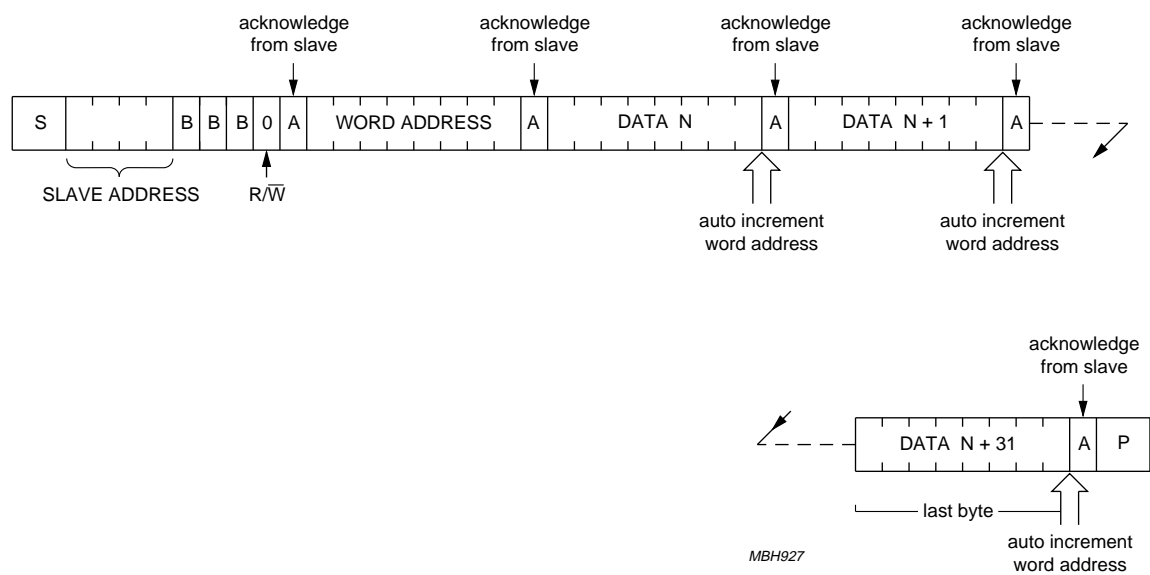 acknowledge
from slave
acknowledge
from slave
acknowledge
from slave
acknowledge
from slave
S B B B 0 A WORD ADDRESS A DATA N A DATA N + 1 A
SLAVE ADDRESS
R/W̅
auto increment
word address
auto increment
word address
acknowledge
from slave
DATA N + 31 A P
last byte
auto increment
word address
MBH927